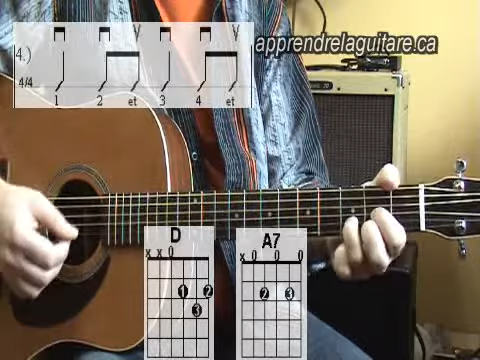 apprendrelaguitare.ca
4.)
4/4
1 2 et 3 4 et
D
x x 0
1 2
3
A7
x 0 0 0
2 3